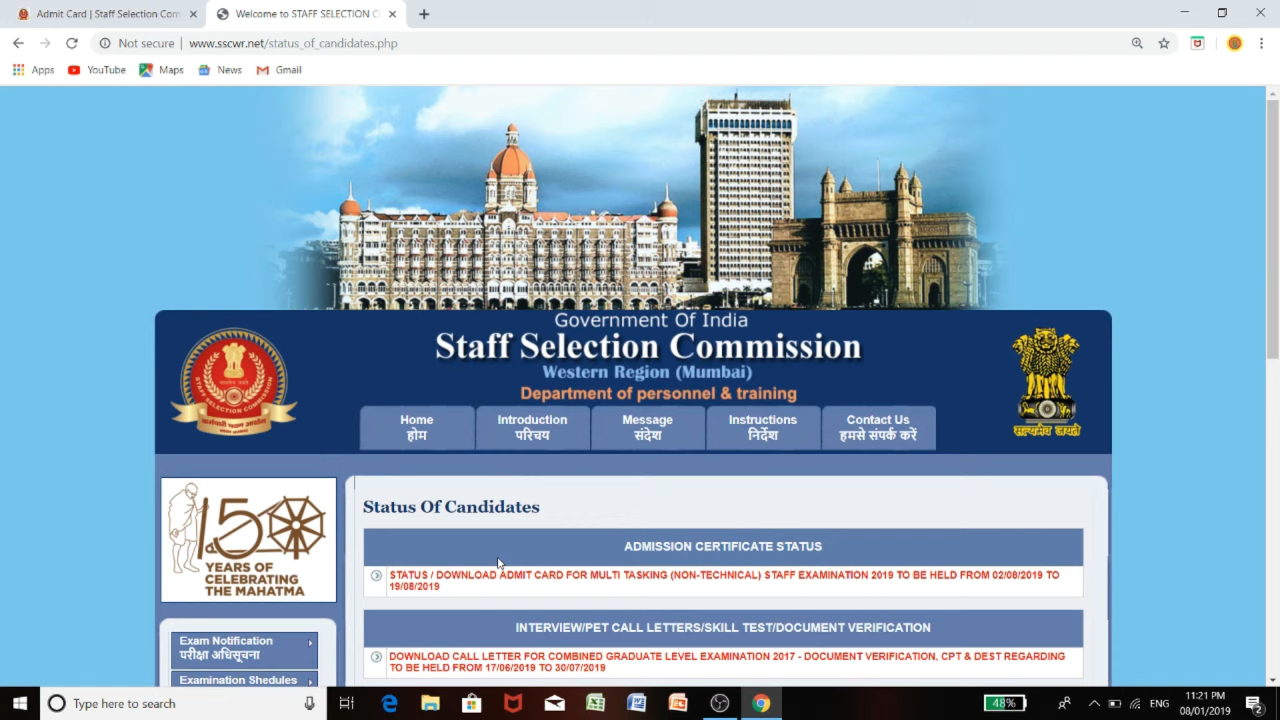 Admit Card | Staff Selection Com
Welcome to STAFF SELECTION C
Not secure | www.sscwr.net/status_of_candidates.php
Apps YouTube Maps News Gmail
Government Of India
Staff Selection Commission
Western Region (Mumbai)
Department of personnel & training
Home Introduction Message Instructions Contact Us
होम परिचय संदेश निर्देश हमसे संपर्क करें
सत्यमेव जयते
150
YEARS OF
CELEBRATING
THE MAHATMA
Status Of Candidates
ADMISSION CERTIFICATE STATUS
STATUS / DOWNLOAD ADMIT CARD FOR MULTI TASKING (NON-TECHNICAL) STAFF EXAMINATION 2019 TO BE HELD FROM 02/08/2019 TO
19/08/2019
INTERVIEW/PET CALL LETTERS/SKILL TEST/DOCUMENT VERIFICATION
DOWNLOAD CALL LETTER FOR COMBINED GRADUATE LEVEL EXAMINATION 2017 - DOCUMENT VERIFICATION, CPT & DEST REGARDING
TO BE HELD FROM 17/06/2019 TO 30/07/2019
Exam Notification
परीक्षा अधिसूचना
Examination Shedules
Type here to search
48%
ENG
11:21 PM
08/01/2019
2